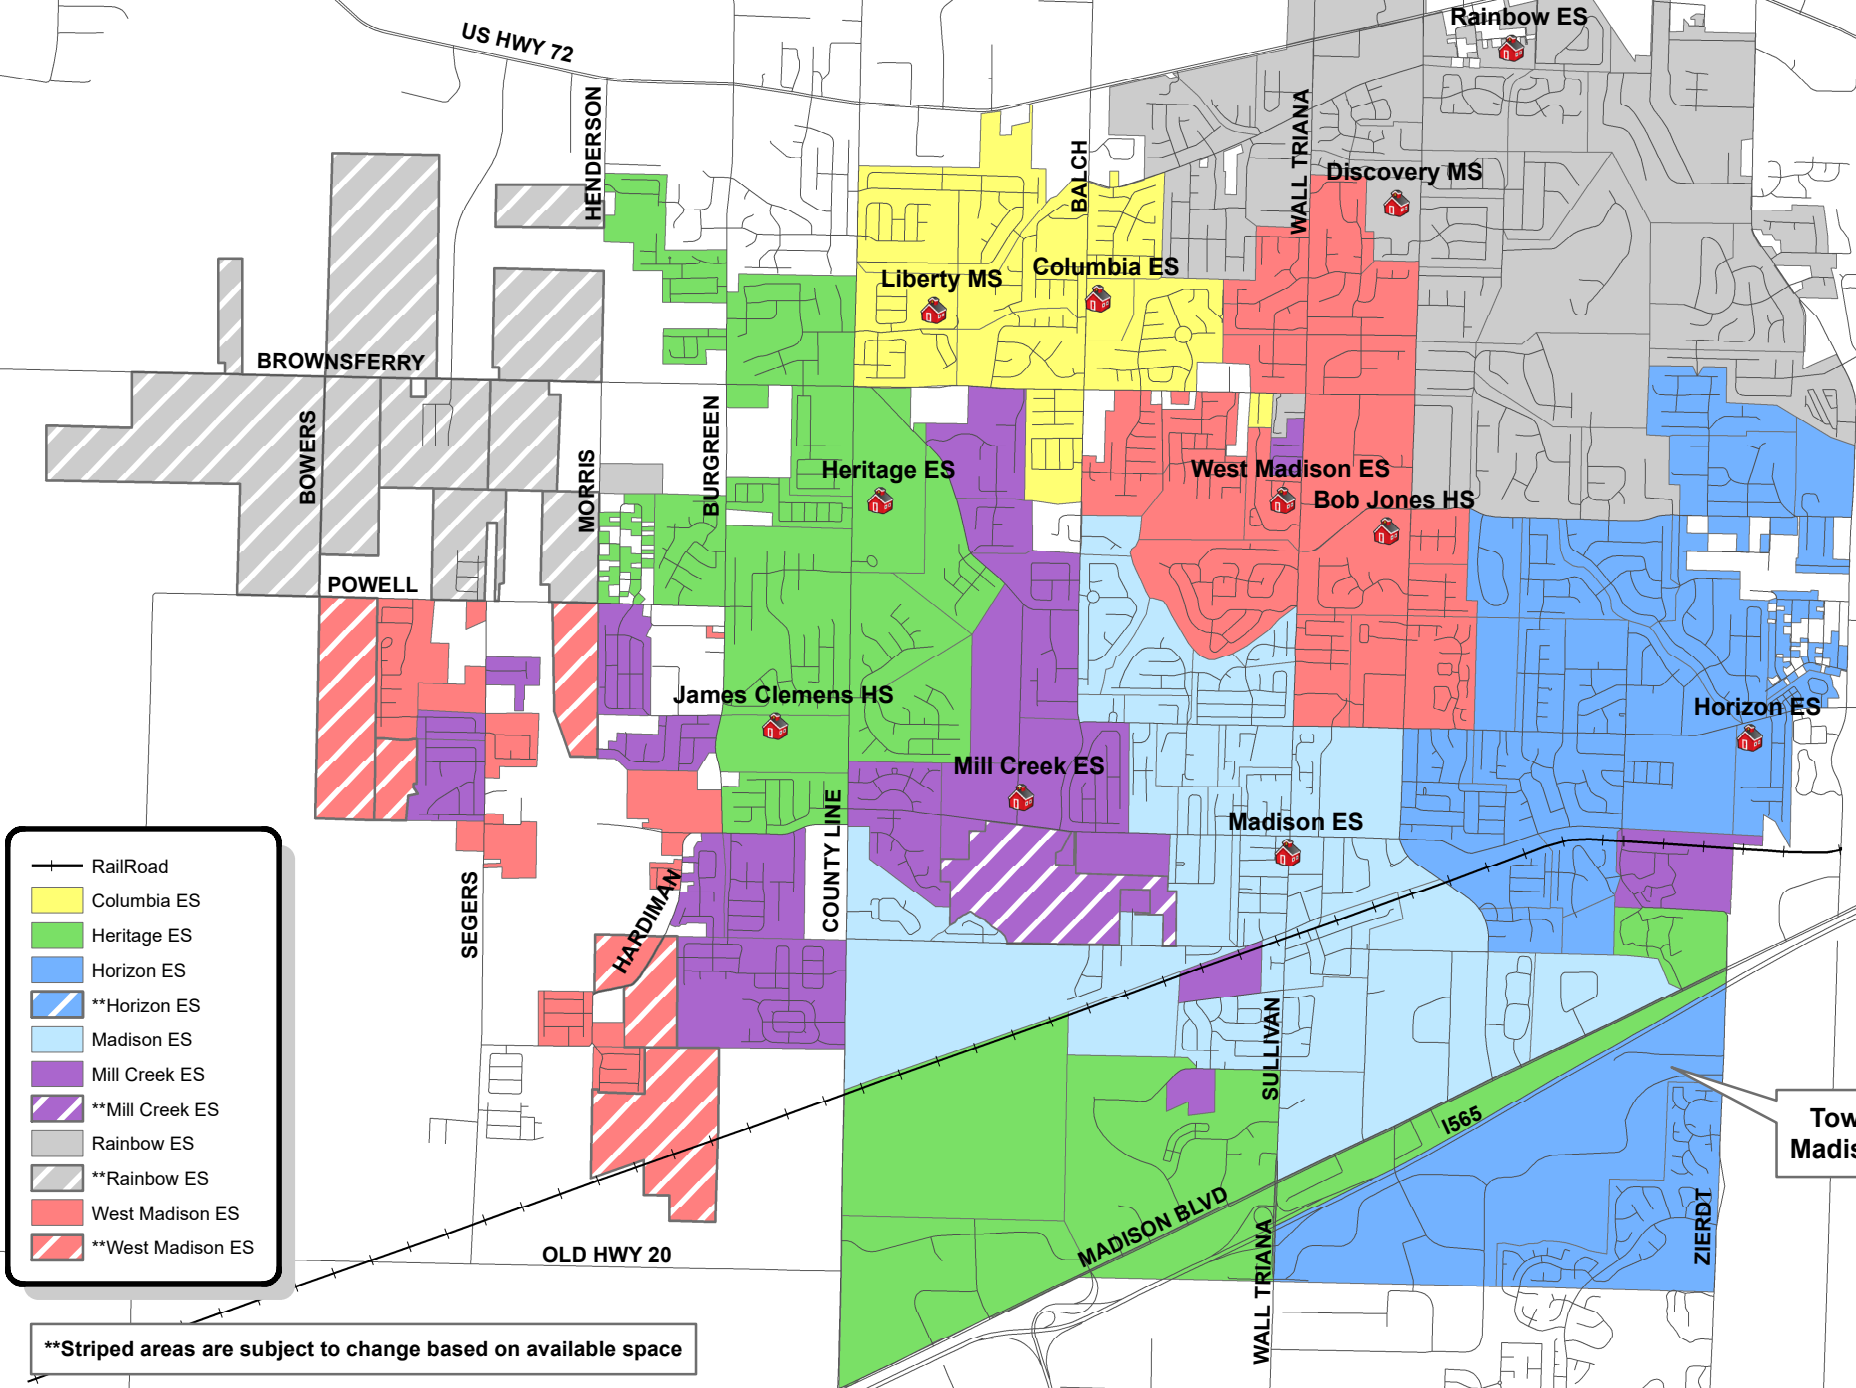 Rainbow ES
US HWY 72
HENDERSON
BALCH
WALL TRIANA
Discovery MS
Liberty MS
Columbia ES
BROWNSFERRY
BOWERS
MORRIS
BURGREEN
Heritage ES
West Madison ES
Bob Jones HS
POWELL
James Clemens HS
Horizon ES
Mill Creek ES
COUNTY LINE
Madison ES
SEGERS
HARDIMAN
SULLIVAN
I565
MADISON BLVD
WALL TRIANA
ZIERDT
OLD HWY 20
Tow
Madis
RailRoad
Columbia ES
Heritage ES
Horizon ES
**Horizon ES
Madison ES
Mill Creek ES
**Mill Creek ES
Rainbow ES
**Rainbow ES
West Madison ES
**West Madison ES
**Striped areas are subject to change based on available space